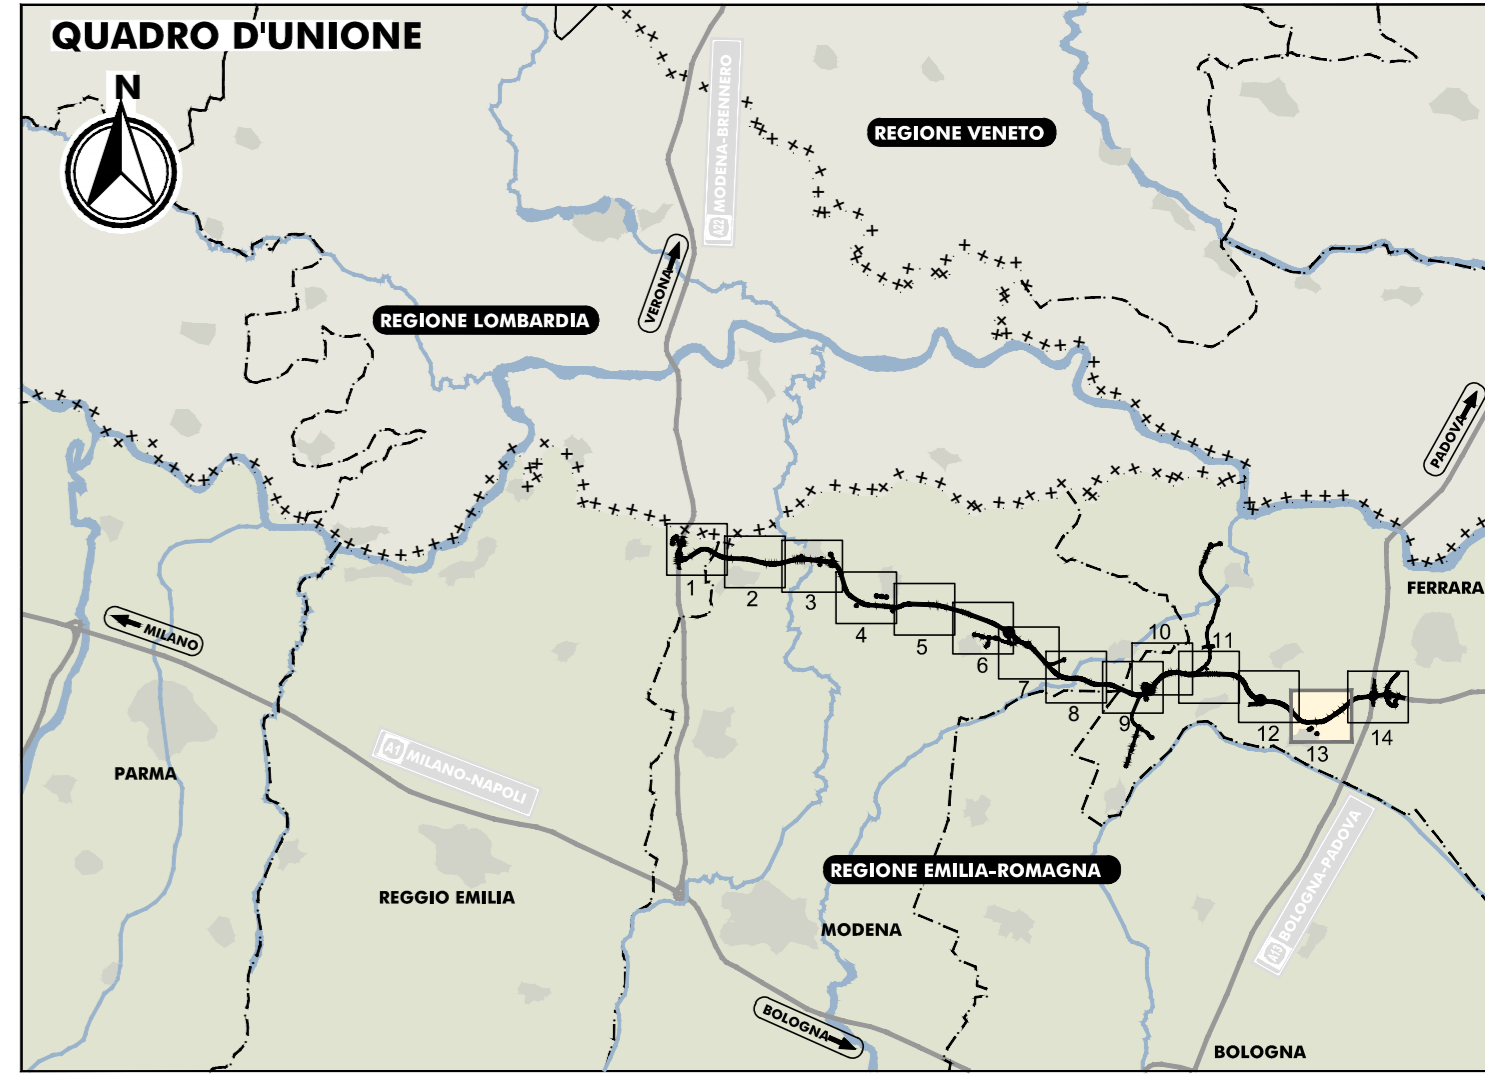 QUADRO D'UNIONE
N
A22 MODENA-BRENNERO
REGIONE VENETO
VERONA
REGIONE LOMBARDIA
PADOVA
FERRARA
MILANO
1
2
3
4
5
6
7
8
9
10
11
12
13
14
PARMA
A1 MILANO-NAPOLI
REGIONE EMILIA-ROMAGNA
A13 BOLOGNA-PADOVA
REGGIO EMILIA
MODENA
BOLOGNA
BOLOGNA